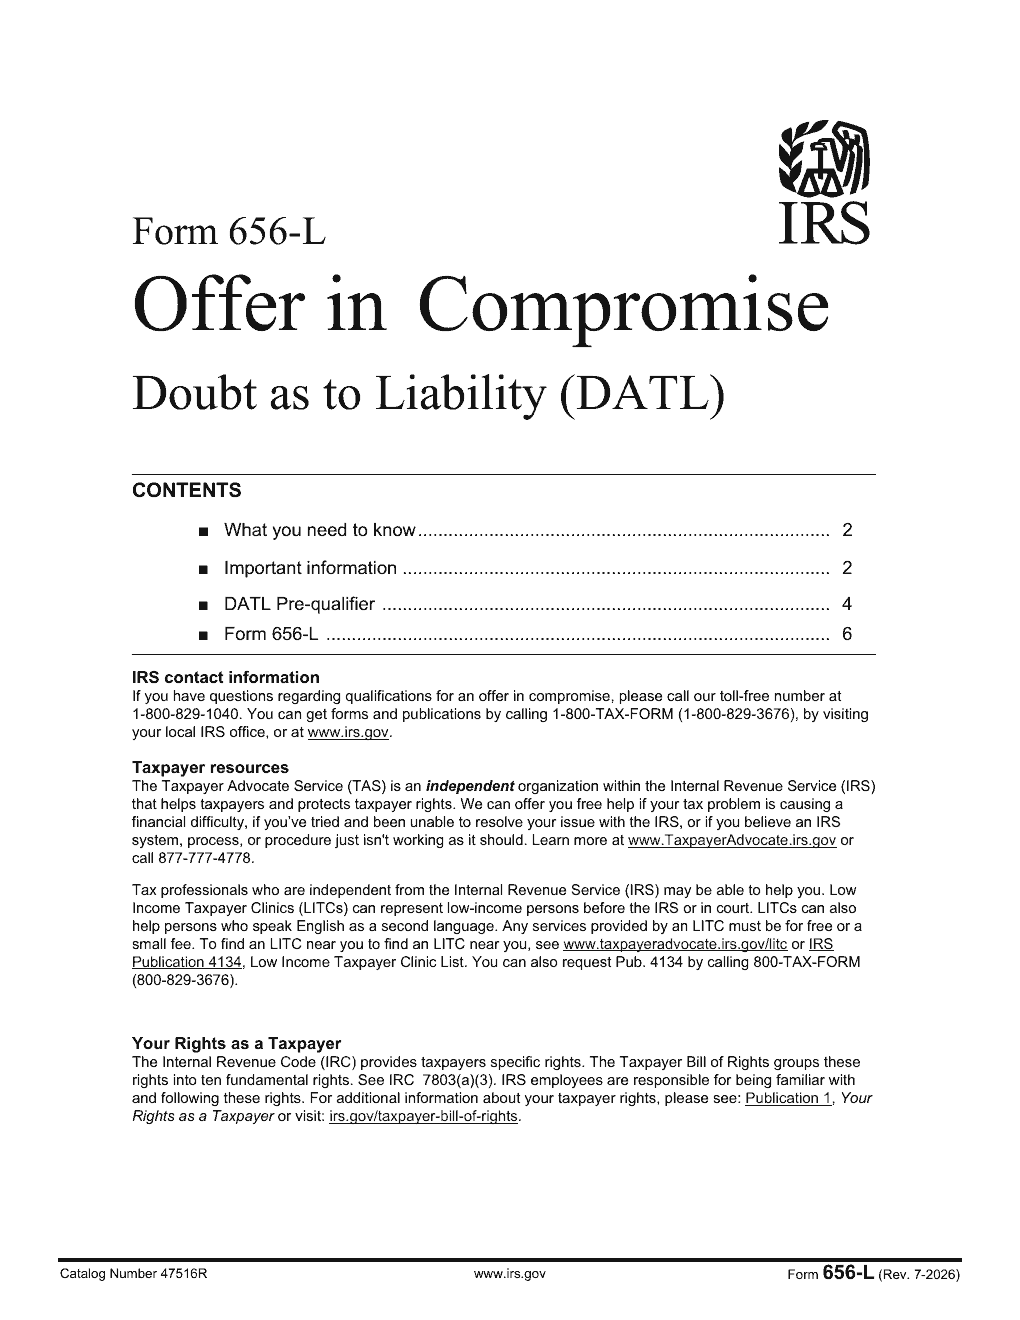 IRS
Form 656-L
Offer in Compromise
Doubt as to Liability (DATL)
CONTENTS
■ What you need to know.................................................................................. 2
■ Important information .................................................................................... 2
■ DATL Pre-qualifier ........................................................................................ 4
■ Form 656-L ................................................................................................... 6
IRS contact information
If you have questions regarding qualifications for an offer in compromise, please call our toll-free number at
1-800-829-1040. You can get forms and publications by calling 1-800-TAX-FORM (1-800-829-3676), by visiting
your local IRS office, or at www.irs.gov.
Taxpayer resources
The Taxpayer Advocate Service (TAS) is an independent organization within the Internal Revenue Service (IRS)
that helps taxpayers and protects taxpayer rights. We can offer you free help if your tax problem is causing a
financial difficulty, if you’ve tried and been unable to resolve your issue with the IRS, or if you believe an IRS
system, process, or procedure just isn't working as it should. Learn more at www.TaxpayerAdvocate.irs.gov or
call 877-777-4778.
Tax professionals who are independent from the Internal Revenue Service (IRS) may be able to help you. Low
Income Taxpayer Clinics (LITCs) can represent low-income persons before the IRS or in court. LITCs can also
help persons who speak English as a second language. Any services provided by an LITC must be for free or a
small fee. To find an LITC near you to find an LITC near you, see www.taxpayeradvocate.irs.gov/litc or IRS
Publication 4134, Low Income Taxpayer Clinic List. You can also request Pub. 4134 by calling 800-TAX-FORM
(800-829-3676).
Your Rights as a Taxpayer
The Internal Revenue Code (IRC) provides taxpayers specific rights. The Taxpayer Bill of Rights groups these
rights into ten fundamental rights. See IRC 7803(a)(3). IRS employees are responsible for being familiar with
and following these rights. For additional information about your taxpayer rights, please see: Publication 1, Your
Rights as a Taxpayer or visit: irs.gov/taxpayer-bill-of-rights.
Catalog Number 47516R www.irs.gov Form 656-L (Rev. 7-2026)